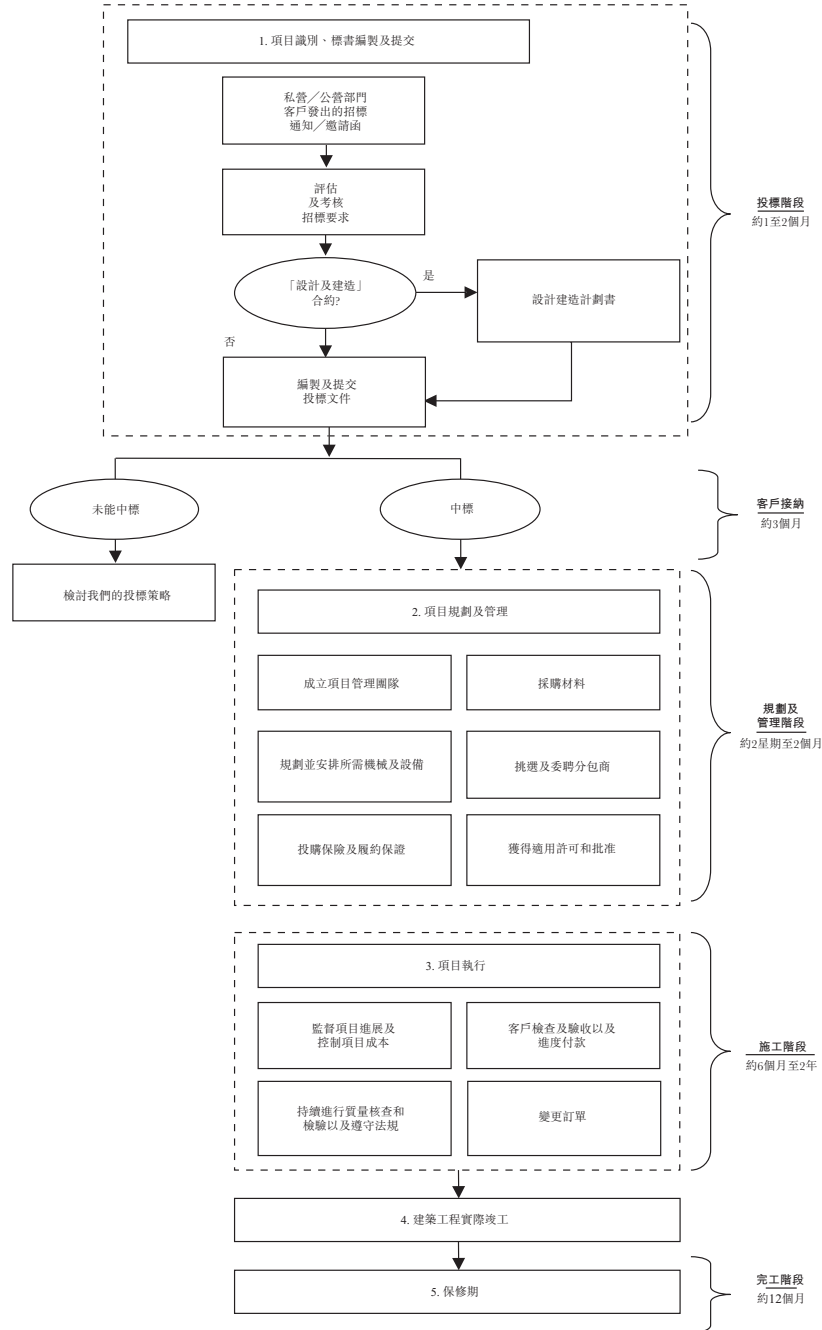 1. 項目識別、標書編製及提交
私營／公營部門
客戶發出的招標
通知／邀請函
評估
及考核
招標要求
投標階段
約1至2個月
「設計及建造」
合約?
是
設計建造計劃書
否
編製及提交
投標文件
未能中標
中標
客戶接納
約3個月
檢討我們的投標策略
2. 項目規劃及管理
成立項目管理團隊
採購材料
規劃並安排所需機械及設備
挑選及委聘分包商
投購保險及履約保證
獲得適用許可和批准
規劃及
管理階段
約2星期至2個月
3. 項目執行
監督項目進展及
控制項目成本
客戶檢查及驗收以及
進度付款
持續進行質量核查和
檢驗以及遵守法規
變更訂單
施工階段
約6個月至2年
4. 建築工程實際竣工
5. 保修期
完工階段
約12個月